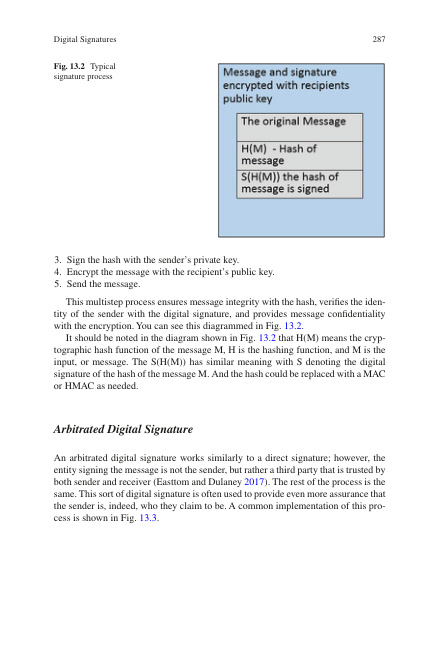 Digital Signatures 287
Fig. 13.2 Typical
signature process
Message and signature
encrypted with recipients
public key
The original Message
H(M) - Hash of
message
S(H(M)) the hash of
message is signed
3. Sign the hash with the sender's private key.
4. Encrypt the message with the recipient's public key.
5. Send the message.
This multistep process ensures message integrity with the hash, verifies the iden-
tity of the sender with the digital signature, and provides message confidentiality
with the encryption. You can see this diagrammed in Fig. 13.2.
It should be noted in the diagram shown in Fig. 13.2 that H(M) means the cryp-
tographic hash function of the message M, H is the hashing function, and M is the
input, or message. The S(H(M)) has similar meaning with S denoting the digital
signature of the hash of the message M. And the hash could be replaced with a MAC
or HMAC as needed.
Arbitrated Digital Signature
An arbitrated digital signature works similarly to a direct signature; however, the
entity signing the message is not the sender, but rather a third party that is trusted by
both sender and receiver (Easttom and Dulaney 2017). The rest of the process is the
same. This sort of digital signature is often used to provide even more assurance that
the sender is, indeed, who they claim to be. A common implementation of this pro-
cess is shown in Fig. 13.3.